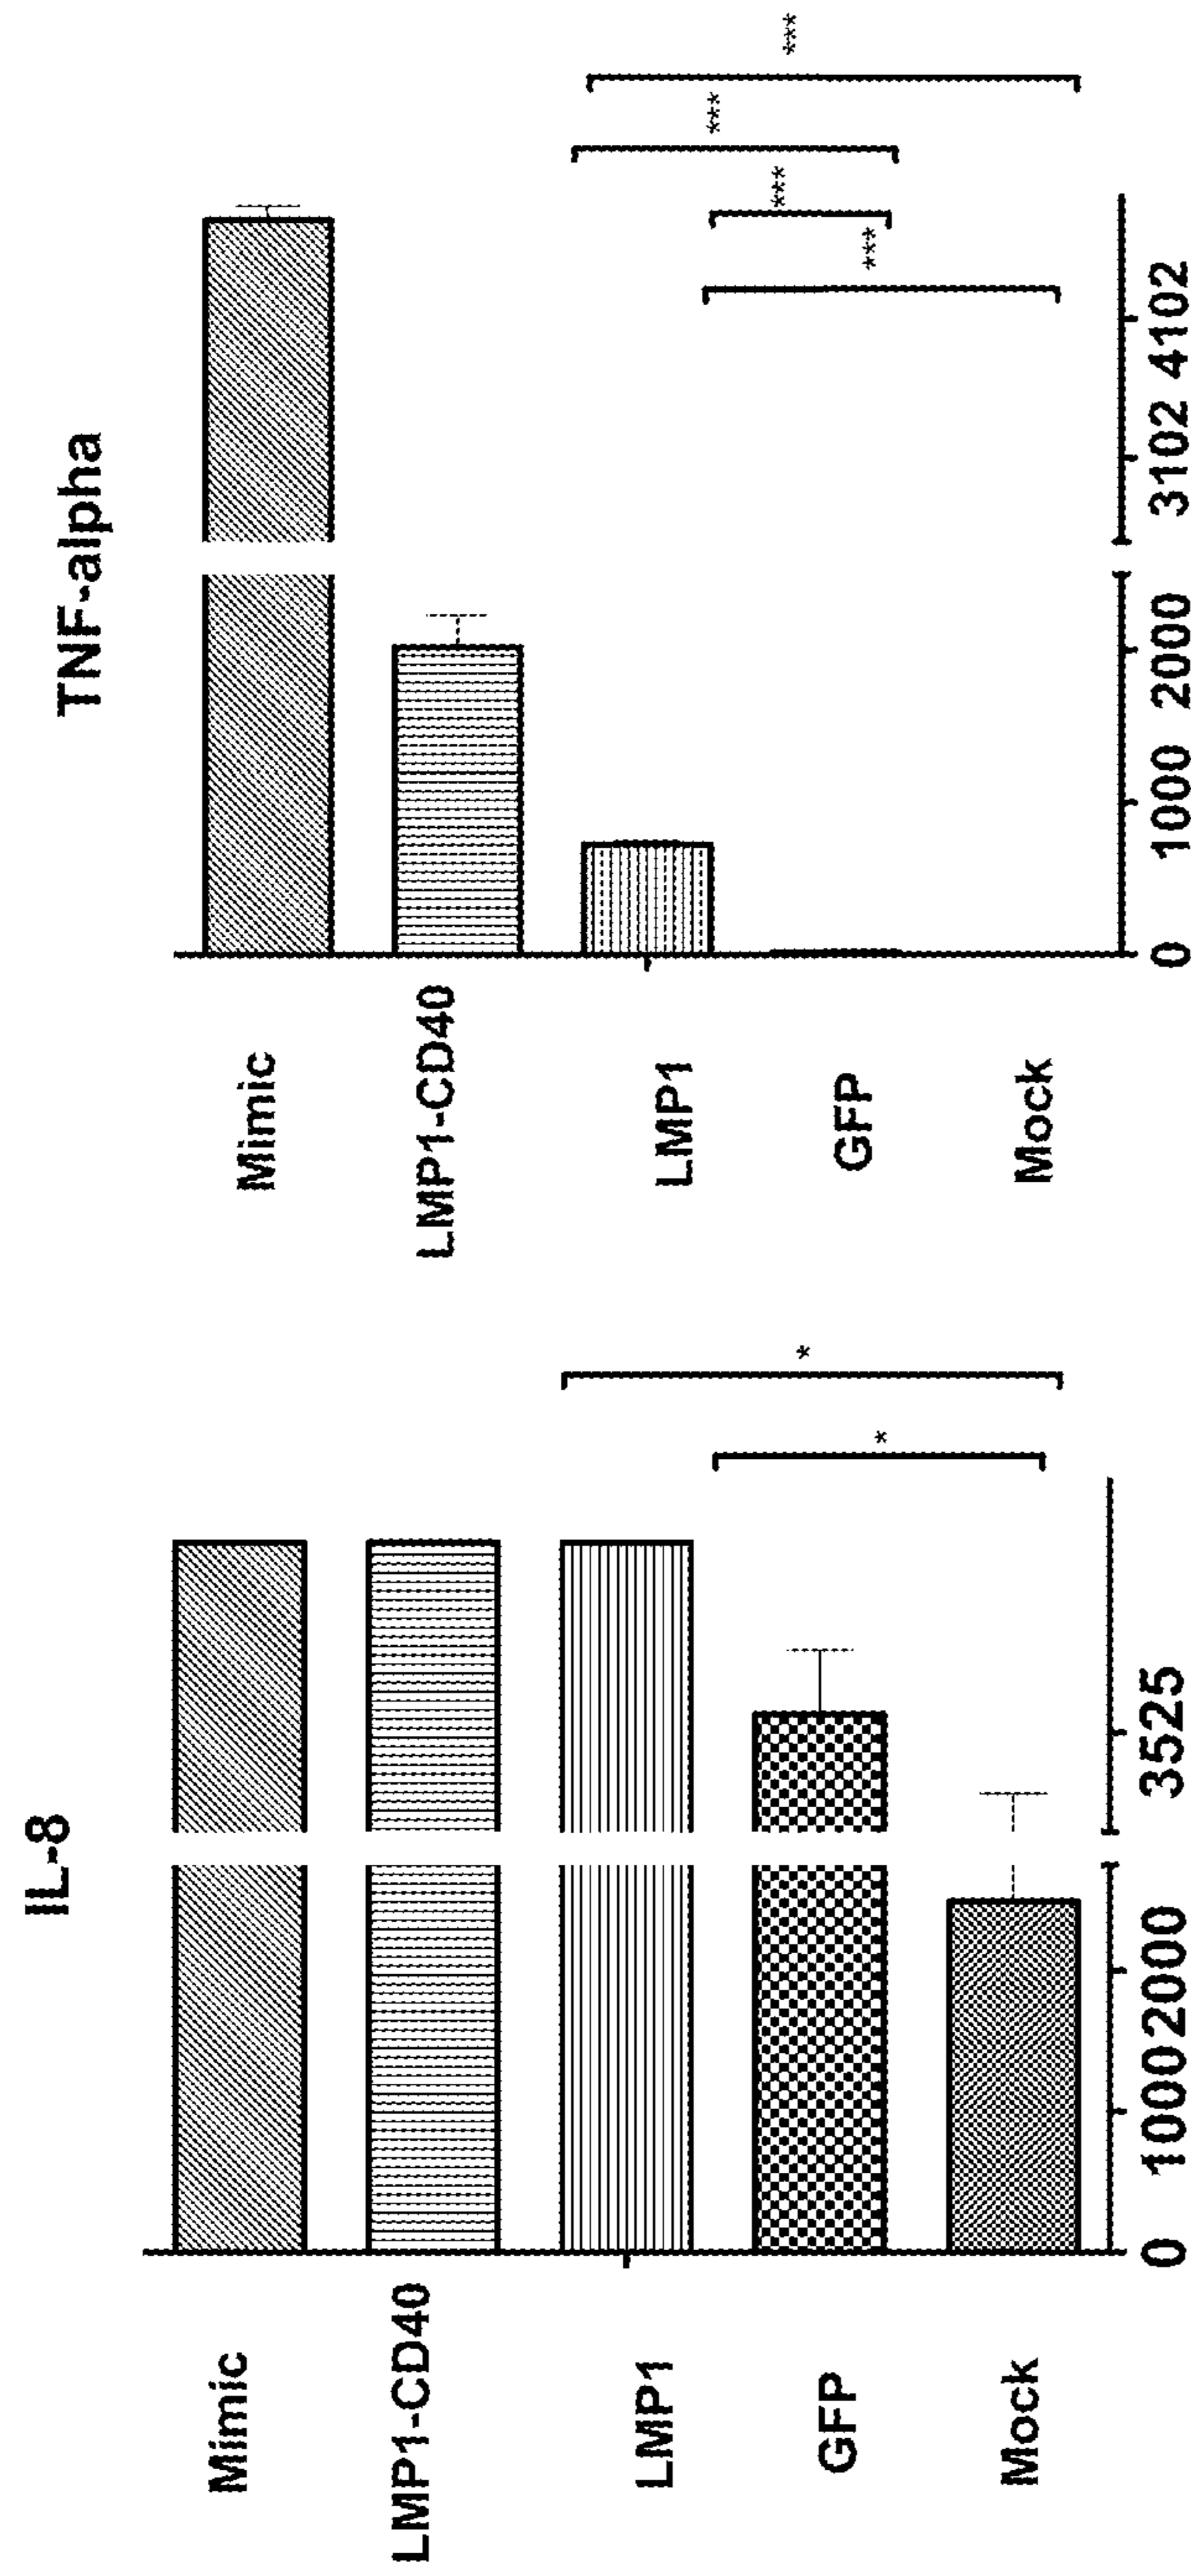 IL-8
Mimic
LMP1-CD40
LMP1
GFP
Mock
0 1000 2000 3525
*
*
TNF-alpha
Mimic
LMP1-CD40
LMP1
GFP
Mock
0 1000 2000 3102 4102
***
***
***
***